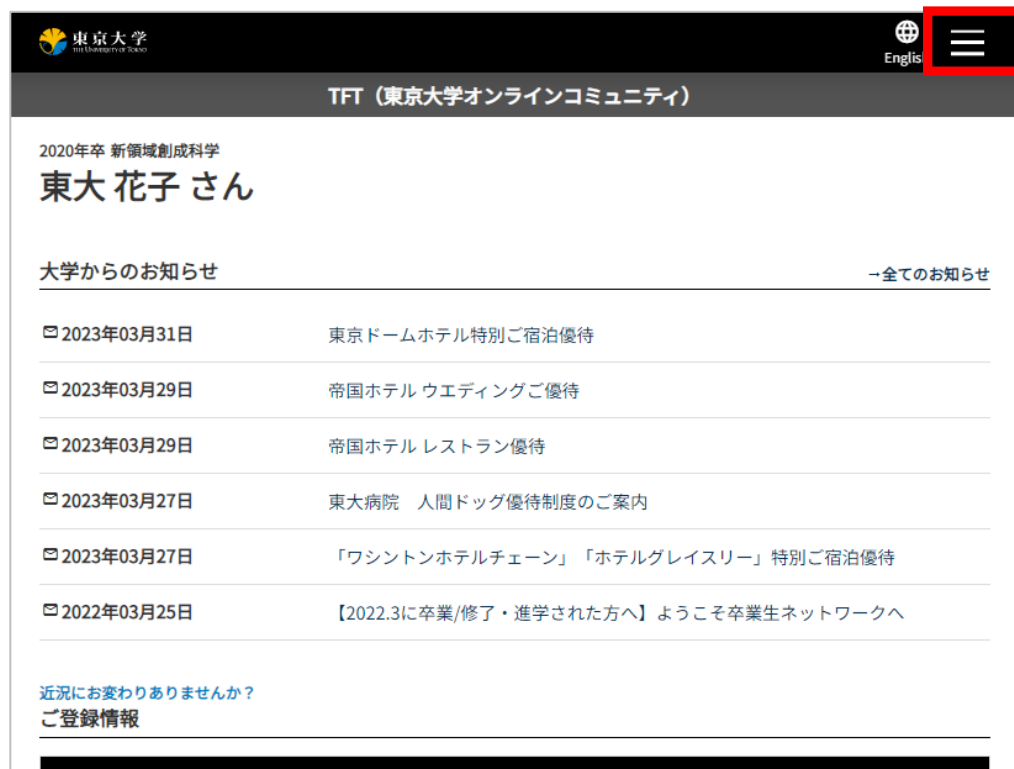 東京大学
THE UNIVERSITY OF TOKYO
Englis
TFT（東京大学オンラインコミュニティ）
2020年卒 新領域創成科学
東大 花子 さん
大学からのお知らせ
→全てのお知らせ
2023年03月31日 東京ドームホテル特別ご宿泊優待
2023年03月29日 帝国ホテル ウエディングご優待
2023年03月29日 帝国ホテル レストラン優待
2023年03月27日 東大病院　人間ドッグ優待制度のご案内
2023年03月27日 「ワシントンホテルチェーン」「ホテルグレイスリー」特別ご宿泊優待
2022年03月25日 【2022.3に卒業/修了・進学された方へ】ようこそ卒業生ネットワークへ
近況にお変わりありませんか？
ご登録情報